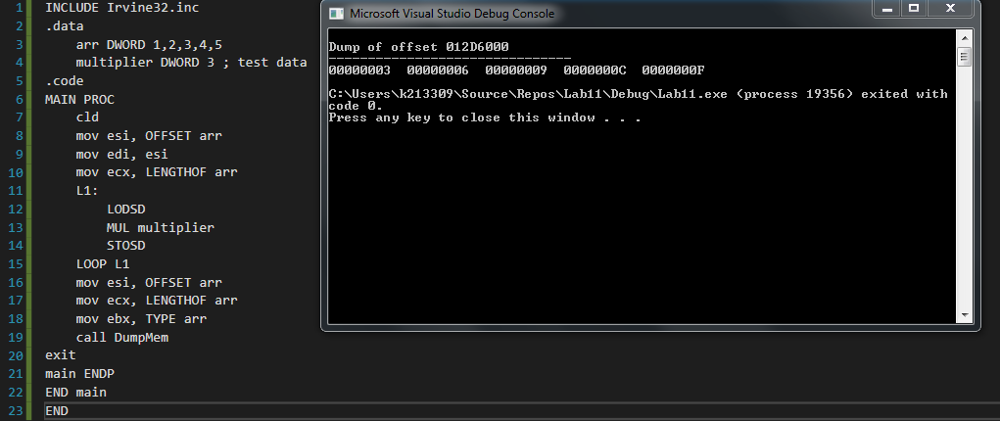 1 INCLUDE Irvine32.inc
2 .data
3 arr DWORD 1,2,3,4,5
4 multiplier DWORD 3 ; test data
5 .code
6 MAIN PROC
7 cld
8 mov esi, OFFSET arr
9 mov edi, esi
10 mov ecx, LENGTHOF arr
11 L1:
12 LODSD
13 MUL multiplier
14 STOSD
15 LOOP L1
16 mov esi, OFFSET arr
17 mov ecx, LENGTHOF arr
18 mov ebx, TYPE arr
19 call DumpMem
20 exit
21 main ENDP
22 END main
23 END
Microsoft Visual Studio Debug Console
Dump of offset 012D6000
-------------------------------
00000003 00000006 00000009 0000000C 0000000F
C:\Users\k213309\Source\Repos\Lab11\Debug\Lab11.exe (process 19356) exited with
code 0.
Press any key to close this window . . .